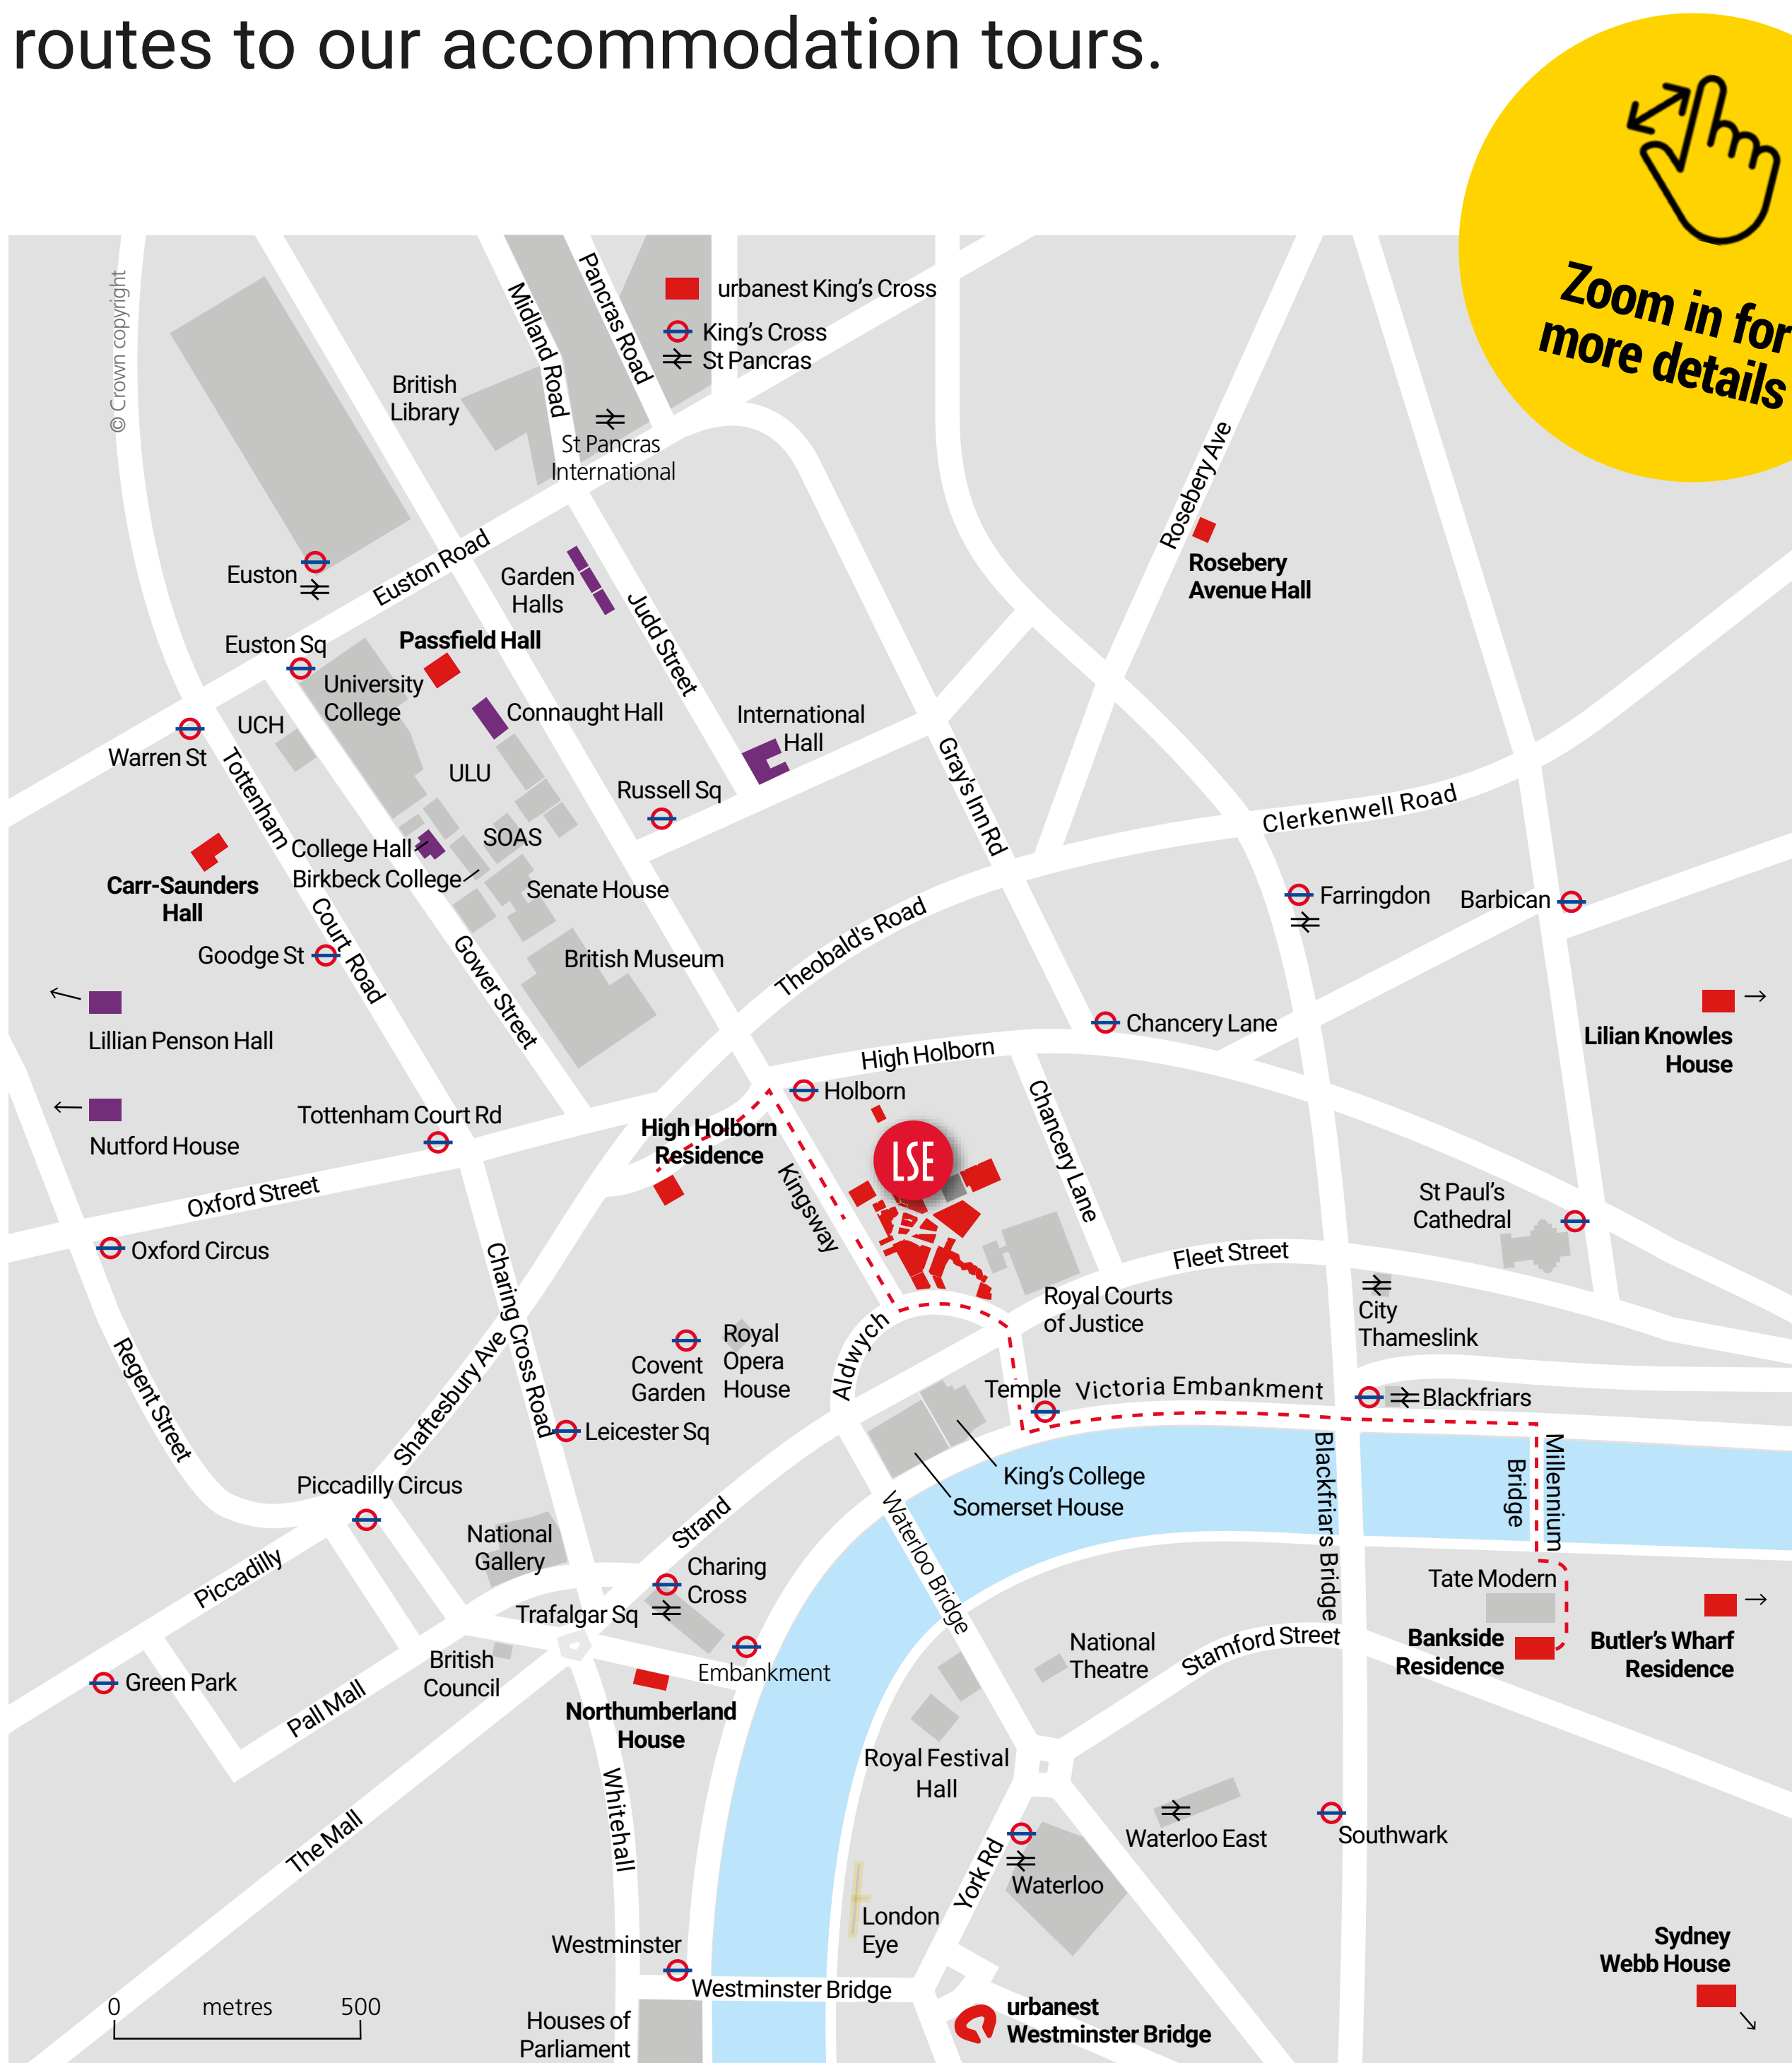 routes to our accommodation tours.
Zoom in for
more details
© Crown copyright
Midland Road
Pancras Road
urbanest King's Cross
King's Cross
St Pancras
British
Library
St Pancras
International
Rosebery Ave
Rosebery
Avenue Hall
Euston
Euston Road
Garden
Halls
Judd Street
Euston Sq
Passfield Hall
University
College
UCH
Connaught Hall
International
Hall
Warren St
Tottenham
Court Road
ULU
Russell Sq
Gray's Inn Rd
Clerkenwell Road
College Hall
SOAS
Birkbeck College
Senate House
Carr-Saunders
Hall
Goodge St
Gower Street
British Museum
Theobald's Road
Farringdon
Barbican
Lillian Penson Hall
Chancery Lane
Lilian Knowles
House
High Holborn
Holborn
Chancery Lane
Nutford House
Tottenham Court Rd
High Holborn
Residence
LSE
Kingsway
Oxford Street
Oxford Circus
St Paul's
Cathedral
Fleet Street
Charing Cross Road
Royal Courts
of Justice
City
Thameslink
Regent Street
Shaftesbury Ave
Covent
Garden
Royal
Opera
House
Aldwych
Temple
Victoria Embankment
Blackfriars
Leicester Sq
King's College
Somerset House
Blackfriars Bridge
Millennium
Bridge
Piccadilly Circus
National
Gallery
Strand
Waterloo Bridge
Piccadilly
Charing
Cross
Trafalgar Sq
Tate Modern
Bankside
Residence
Butler's Wharf
Residence
National
Theatre
Stamford Street
Green Park
Pall Mall
British
Council
Embankment
Northumberland
House
Royal Festival
Hall
Whitehall
The Mall
York Rd
Waterloo
Waterloo East
Southwark
London
Eye
Westminster
Westminster Bridge
Sydney
Webb House
0 metres 500
Houses of
Parliament
urbanest
Westminster Bridge